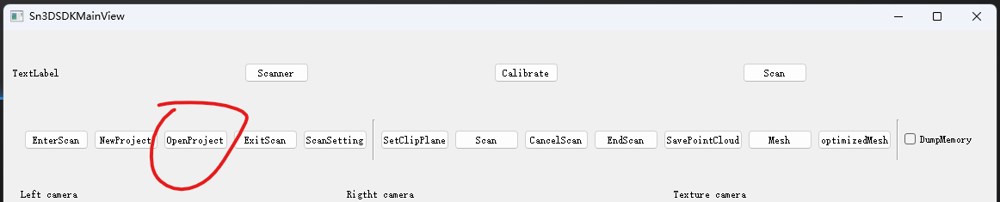 Sn3DSDKMainView
TextLabel Scanner Calibrate Scan
EnterScan NewProject OpenProject ExitScan ScanSetting SetClipPlane Scan CancelScan EndScan SavePointCloud Mesh optimizedMesh DumpMemory
Left camera Rigtht camera Texture camera